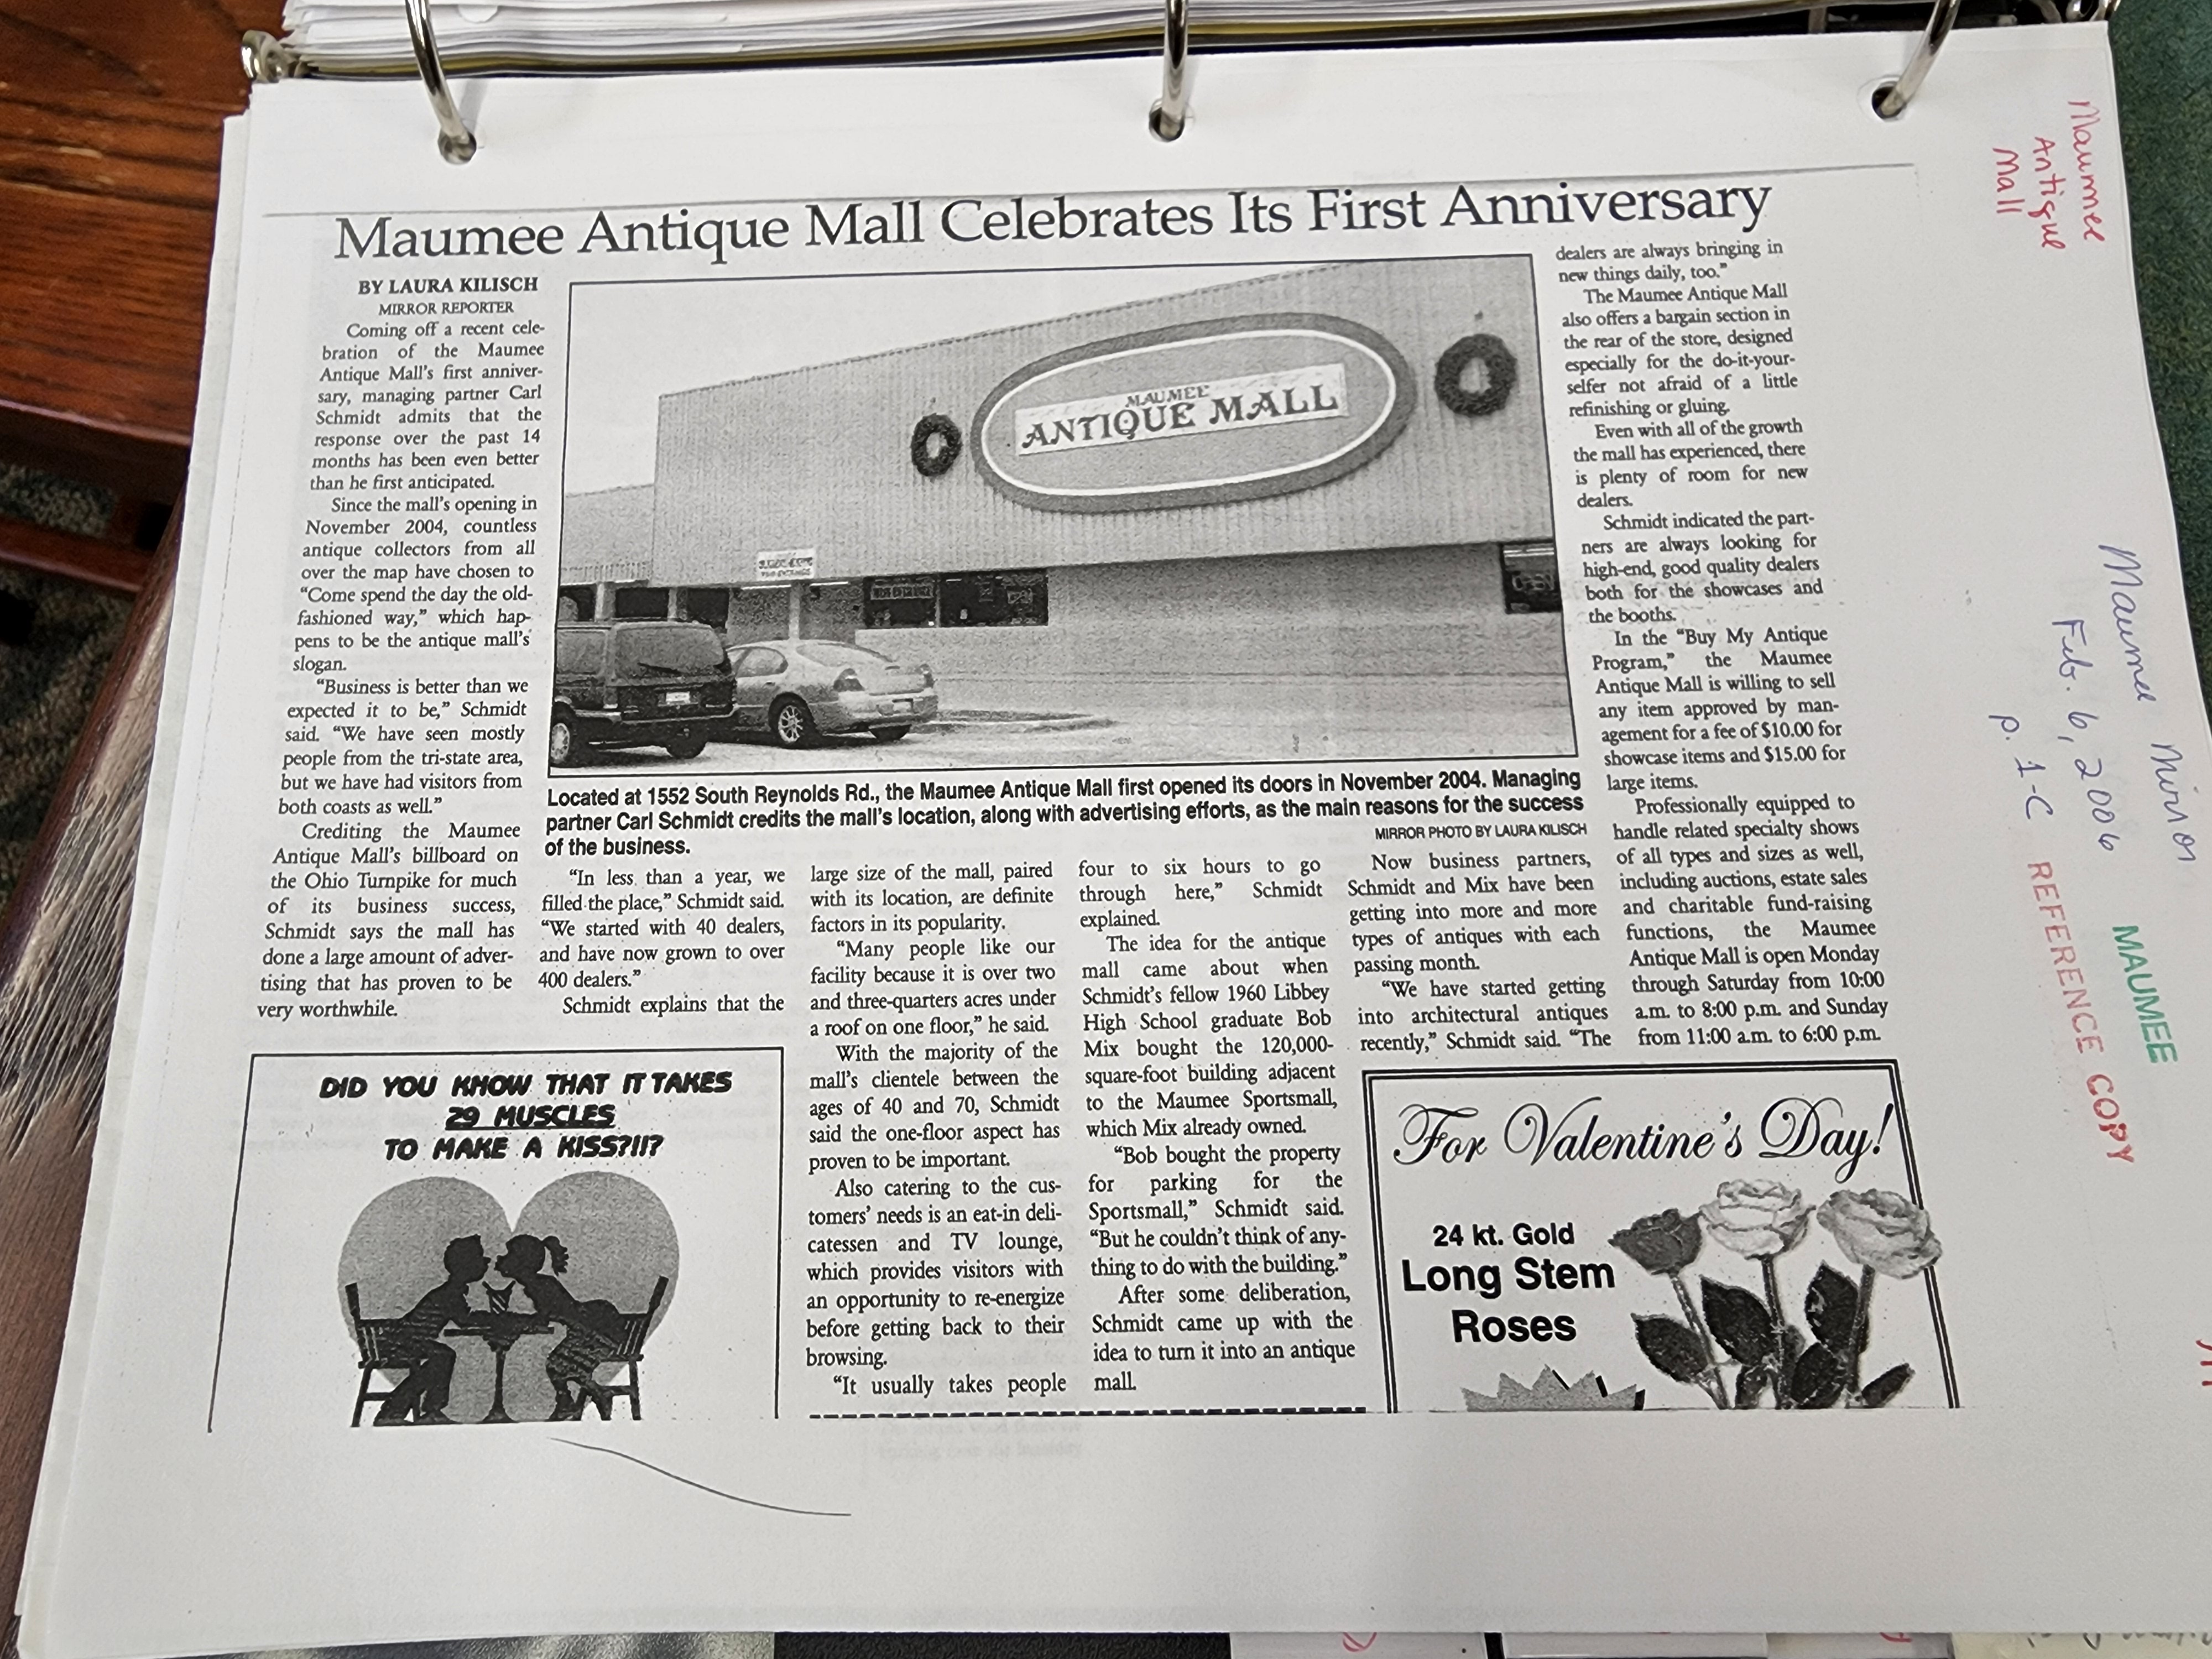 Maumee Antique Mall Celebrates Its First Anniversary
BY LAURA KILISCH
MIRROR REPORTER
Coming off a recent cele-
bration of the Maumee
Antique Mall's first anniver-
sary, managing partner Carl
Schmidt admits that the
response over the past 14
months has been even better
than he first anticipated.
Since the mall's opening in
November 2004, countless
antique collectors from all
over the map have chosen to
“Come spend the day the old-
fashioned way,” which hap-
pens to be the antique mall's
slogan.
“Business is better than we
expected it to be,” Schmidt
said. “We have seen mostly
people from the tri-state area,
but we have had visitors from
both coasts as well.”
Crediting the Maumee
Antique Mall's billboard on
the Ohio Turnpike for much
of its business success,
Schmidt says the mall has
done a large amount of adver-
tising that has proven to be
very worthwhile.
MAUMEE
ANTIQUE MALL
OPEN
Located at 1552 South Reynolds Rd., the Maumee Antique Mall first opened its doors in November 2004. Managing
partner Carl Schmidt credits the mall's location, along with advertising efforts, as the main reasons for the success
of the business.
MIRROR PHOTO BY LAURA KILISCH
“In less than a year, we
filled the place,” Schmidt said.
“We started with 40 dealers,
and have now grown to over
400 dealers.”
Schmidt explains that the
large size of the mall, paired
with its location, are definite
factors in its popularity.
“Many people like our
facility because it is over two
and three-quarters acres under
a roof on one floor,” he said.
With the majority of the
mall's clientele between the
ages of 40 and 70, Schmidt
said the one-floor aspect has
proven to be important.
Also catering to the cus-
tomers' needs is an eat-in deli-
catessen and TV lounge,
which provides visitors with
an opportunity to re-energize
before getting back to their
browsing.
“It usually takes people
four to six hours to go
through here,” Schmidt
explained.
The idea for the antique
mall came about when
Schmidt's fellow 1960 Libbey
High School graduate Bob
Mix bought the 120,000-
square-foot building adjacent
to the Maumee Sportsmall,
which Mix already owned.
“Bob bought the property
for parking for the
Sportsmall,” Schmidt said.
“But he couldn't think of any-
thing to do with the building.”
After some deliberation,
Schmidt came up with the
idea to turn it into an antique
mall.
Now business partners,
Schmidt and Mix have been
getting into more and more
types of antiques with each
passing month.
“We have started getting
into architectural antiques
recently,” Schmidt said. “The
dealers are always bringing in
new things daily, too.”
The Maumee Antique Mall
also offers a bargain section in
the rear of the store, designed
especially for the do-it-your-
selfer not afraid of a little
refinishing or gluing.
Even with all of the growth
the mall has experienced, there
is plenty of room for new
dealers.
Schmidt indicated the part-
ners are always looking for
high-end, good quality dealers
both for the showcases and
the booths.
In the “Buy My Antique
Program,” the Maumee
Antique Mall is willing to sell
any item approved by man-
agement for a fee of $10.00 for
showcase items and $15.00 for
large items.
Professionally equipped to
handle related specialty shows
of all types and sizes as well,
including auctions, estate sales
and charitable fund-raising
functions, the Maumee
Antique Mall is open Monday
through Saturday from 10:00
a.m. to 8:00 p.m. and Sunday
from 11:00 a.m. to 6:00 p.m.
DID YOU KNOW THAT IT TAKES
29 MUSCLES
TO MAKE A KISS?!!?
For Valentine's Day!
24 kt. Gold
Long Stem
Roses
Maumee
Antique
Mall
Maumee Mirror
Feb. 6, 2006
p. 1-C
MAUMEE
REFERENCE COPY